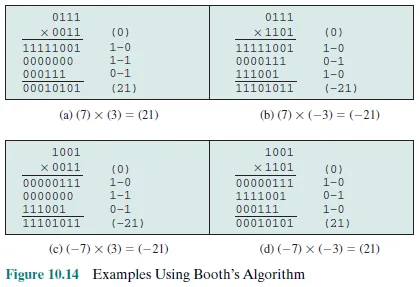 0111
× 0011 (0)
11111001 1–0
0000000 1–1
000111 0–1
00010101 (21)
(a) (7) × (3) = (21)
0111
× 1101 (0)
11111001 1–0
0000111 0–1
111001 1–0
11101011 (–21)
(b) (7) × (–3) = (–21)
1001
× 0011 (0)
00000111 1–0
0000000 1–1
111001 0–1
11101011 (–21)
(c) (–7) × (3) = (–21)
1001
× 1101 (0)
00000111 1–0
1111001 0–1
000111 1–0
00010101 (21)
(d) (–7) × (–3) = (21)
Figure 10.14 Examples Using Booth's Algorithm